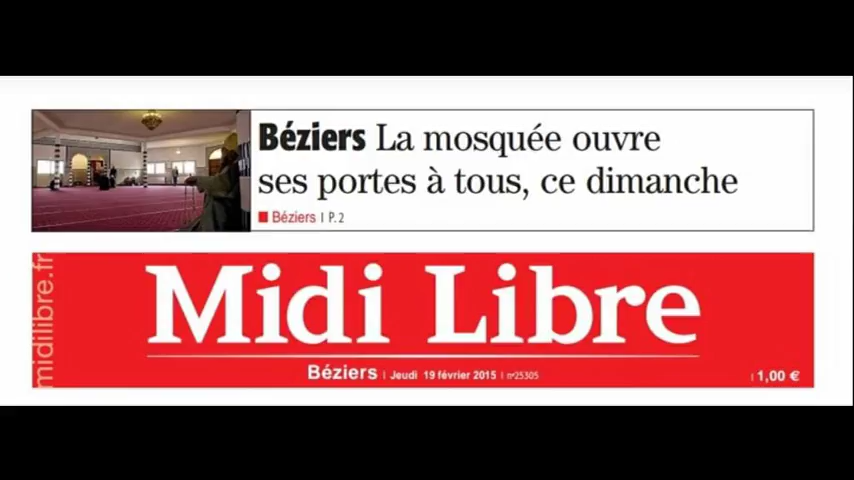 Béziers La mosquée ouvre
ses portes à tous, ce dimanche
Béziers I P.2
midilibre.fr
Midi Libre
Béziers I Jeudi 19 février 2015 I n°25305
I 1,00 €